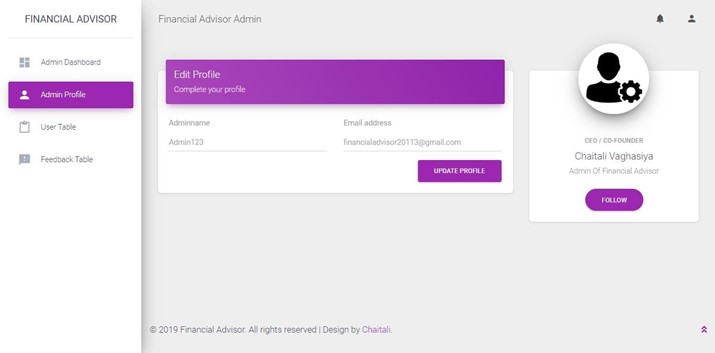 FINANCIAL ADVISOR
Admin Dashboard
Admin Profile
User Table
Feedback Table
Financial Advisor Admin
Edit Profile
Complete your profile
Adminname
Email address
Admin123
financialadvisor20113@gmail.com
UPDATE PROFILE
CEO / CO-FOUNDER
Chaitali Vaghasiya
Admin Of Financial Advisor
FOLLOW
© 2019 Financial Advisor. All rights reserved | Design by Chaitali.